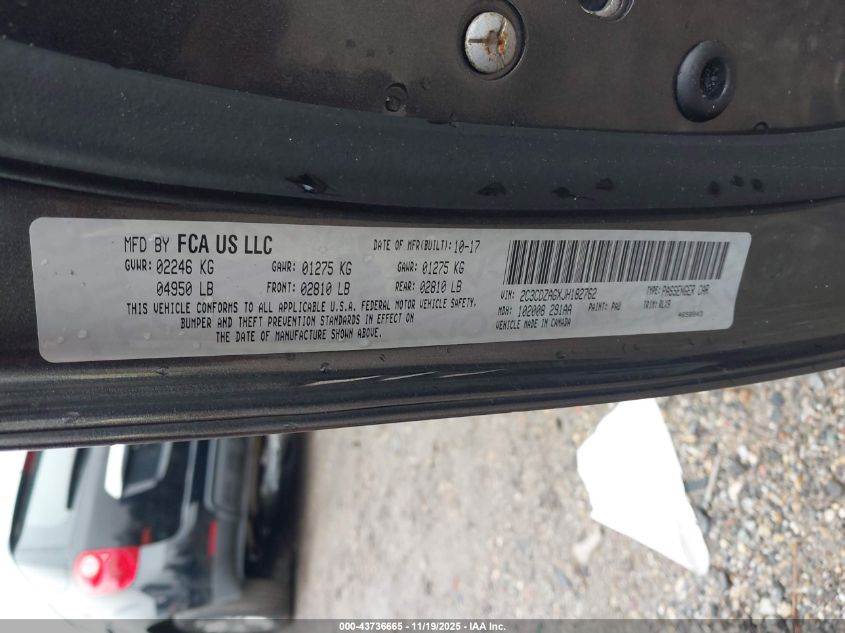 MFD BY FCA US LLC DATE OF MFR(BUILT): 10-17
GVWR: 02246 KG GAWR: 01275 KG GAWR: 01275 KG
04950 LB FRONT: 02810 LB REAR: 02810 LB
THIS VEHICLE CONFORMS TO ALL APPLICABLE U.S.A. FEDERAL MOTOR VEHICLE SAFETY,
BUMPER AND THEFT PREVENTION STANDARDS IN EFFECT ON
THE DATE OF MANUFACTURE SHOWN ABOVE.
VIN: 2C3CDZAGXJH182762 TYPE: PASSENGER CAR
MDH: 102008 291AA PAINT: PAU TRIM: RLX9
VEHICLE MADE IN CANADA
000-43736665 - 11/19/2025 - IAA Inc.